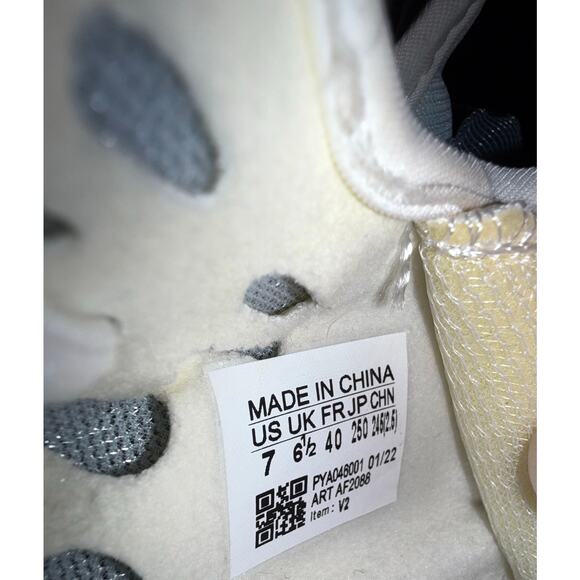 MADE IN CHINA
US UK FR JP CHN
7 6½ 40 250 245(2.5)
PYA046001 01/22
ART AF2088
Item: V2